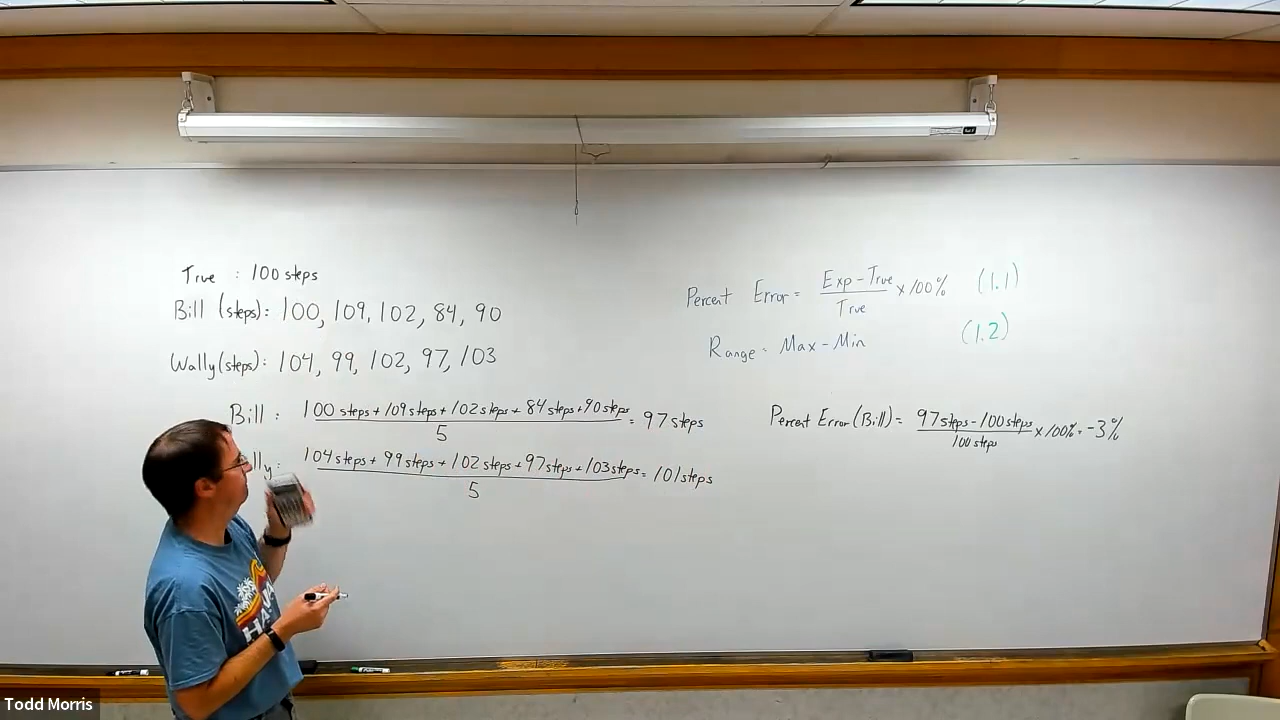 True : 100 steps
Bill (steps): 100, 109, 102, 84, 90
Wally (steps): 104, 99, 102, 97, 103
Bill : 100 steps + 109 steps + 102 steps + 84 steps + 90 steps = 97 steps
5
lly: 104 steps + 99 steps + 102 steps + 97 steps + 103 steps = 101 steps
5
Percent Error = Exp - True x 100% (1.1)
True
Range = Max - Min (1.2)
Percent Error (Bill) = 97 steps - 100 steps x 100% = -3%
100 steps
HA
Todd Morris